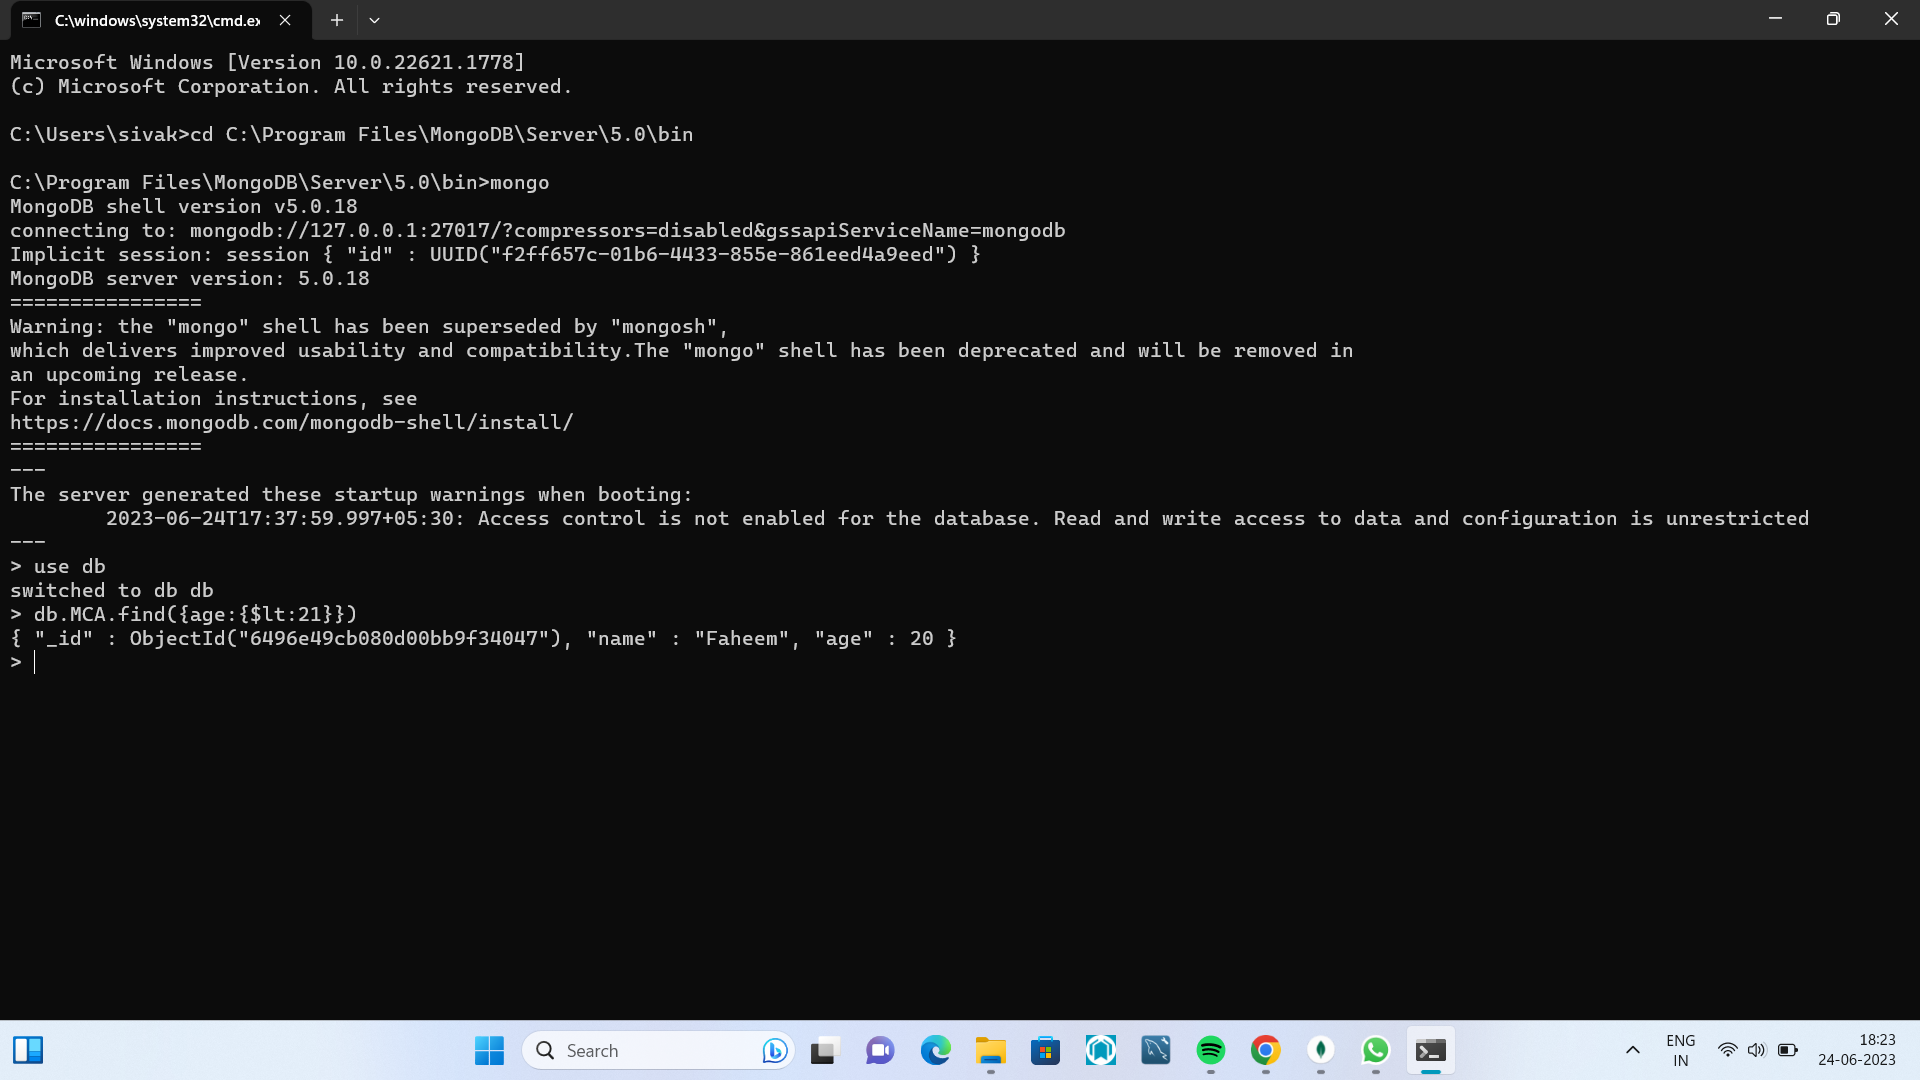 C:\windows\system32\cmd.ex
Microsoft Windows [Version 10.0.22621.1778]
(c) Microsoft Corporation. All rights reserved.
C:\Users\sivak>cd C:\Program Files\MongoDB\Server\5.0\bin
C:\Program Files\MongoDB\Server\5.0\bin>mongo
MongoDB shell version v5.0.18
connecting to: mongodb://127.0.0.1:27017/?compressors=disabled&gssapiServiceName=mongodb
Implicit session: session { "id" : UUID("f2ff657c-01b6-4433-855e-861eed4a9eed") }
MongoDB server version: 5.0.18
================
Warning: the "mongo" shell has been superseded by "mongosh",
which delivers improved usability and compatibility.The "mongo" shell has been deprecated and will be removed in
an upcoming release.
For installation instructions, see
https://docs.mongodb.com/mongodb-shell/install/
================
---
The server generated these startup warnings when booting:
        2023-06-24T17:37:59.997+05:30: Access control is not enabled for the database. Read and write access to data and configuration is unrestricted
---
> use db
switched to db db
> db.MCA.find({age:{$lt:21}})
{ "_id" : ObjectId("6496e49cb080d00bb9f34047"), "name" : "Faheem", "age" : 20 }
>
Search
ENG
IN
18:23
24-06-2023